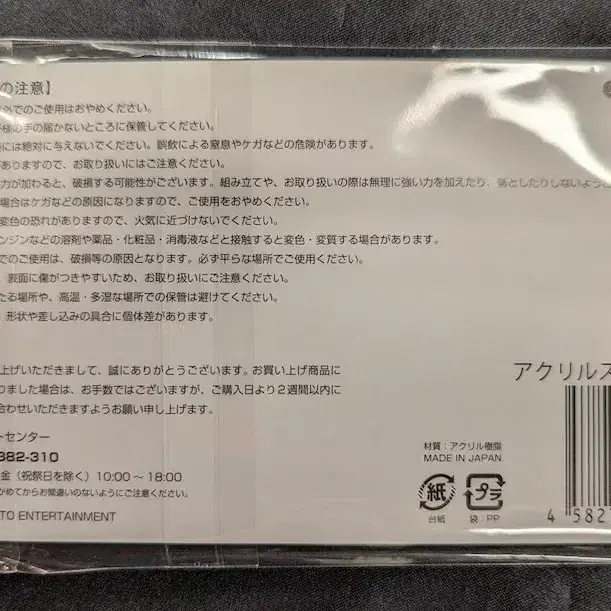 の注意】
外でのご使用はおやめください。
様の手の届かないところに保管してください。
には絶対に与えないでください。誤飲による窒息やケガなどの危険があります。
がありますので、お取り扱いにはご注意ください。
力が加わると、破損する可能性がございます。組み立てや、お取り扱いの際は無理に強い力を加えたり、落としたりしないよう
場合はケガなどの原因になりますので、ご使用をおやめください。
変色の恐れがありますので、火気に近づけないでください。
ンジンなどの溶剤や薬品・化粧品・消毒液などと接触すると変色・変質する場合があります。
でのご使用は、破損等の原因となります。必ず平らな場所でご使用ください。
、表面に傷がつきやすいため、お取り扱いにご注意ください。
たる場所や、高温・多湿な場所での保管は避けてください。
、形状や差し込みの具合に個体差があります。
上げいただきまして、誠にありがとうございます。お買い上げ商品に
りました場合は、お手数ではございますが、ご購入日より2週間以内に
合わせいただきますようお願い申し上げます。
トセンター
382-310
金（祝祭日を除く）10:00～18:00
かめてからお間違いのないようにご注意ください。
TO ENTERTAINMENT
アクリルス
材質：アクリル樹脂
MADE IN JAPAN
紙
プラ
台紙
袋：PP
4 582